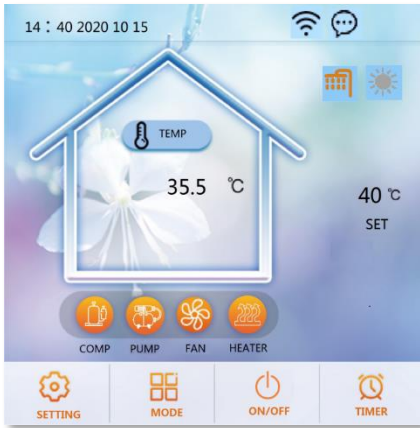 14：40 2020 10 15
TEMP
35.5 ℃
40 ℃
SET
COMP PUMP FAN HEATER
SETTING MODE ON/OFF TIMER